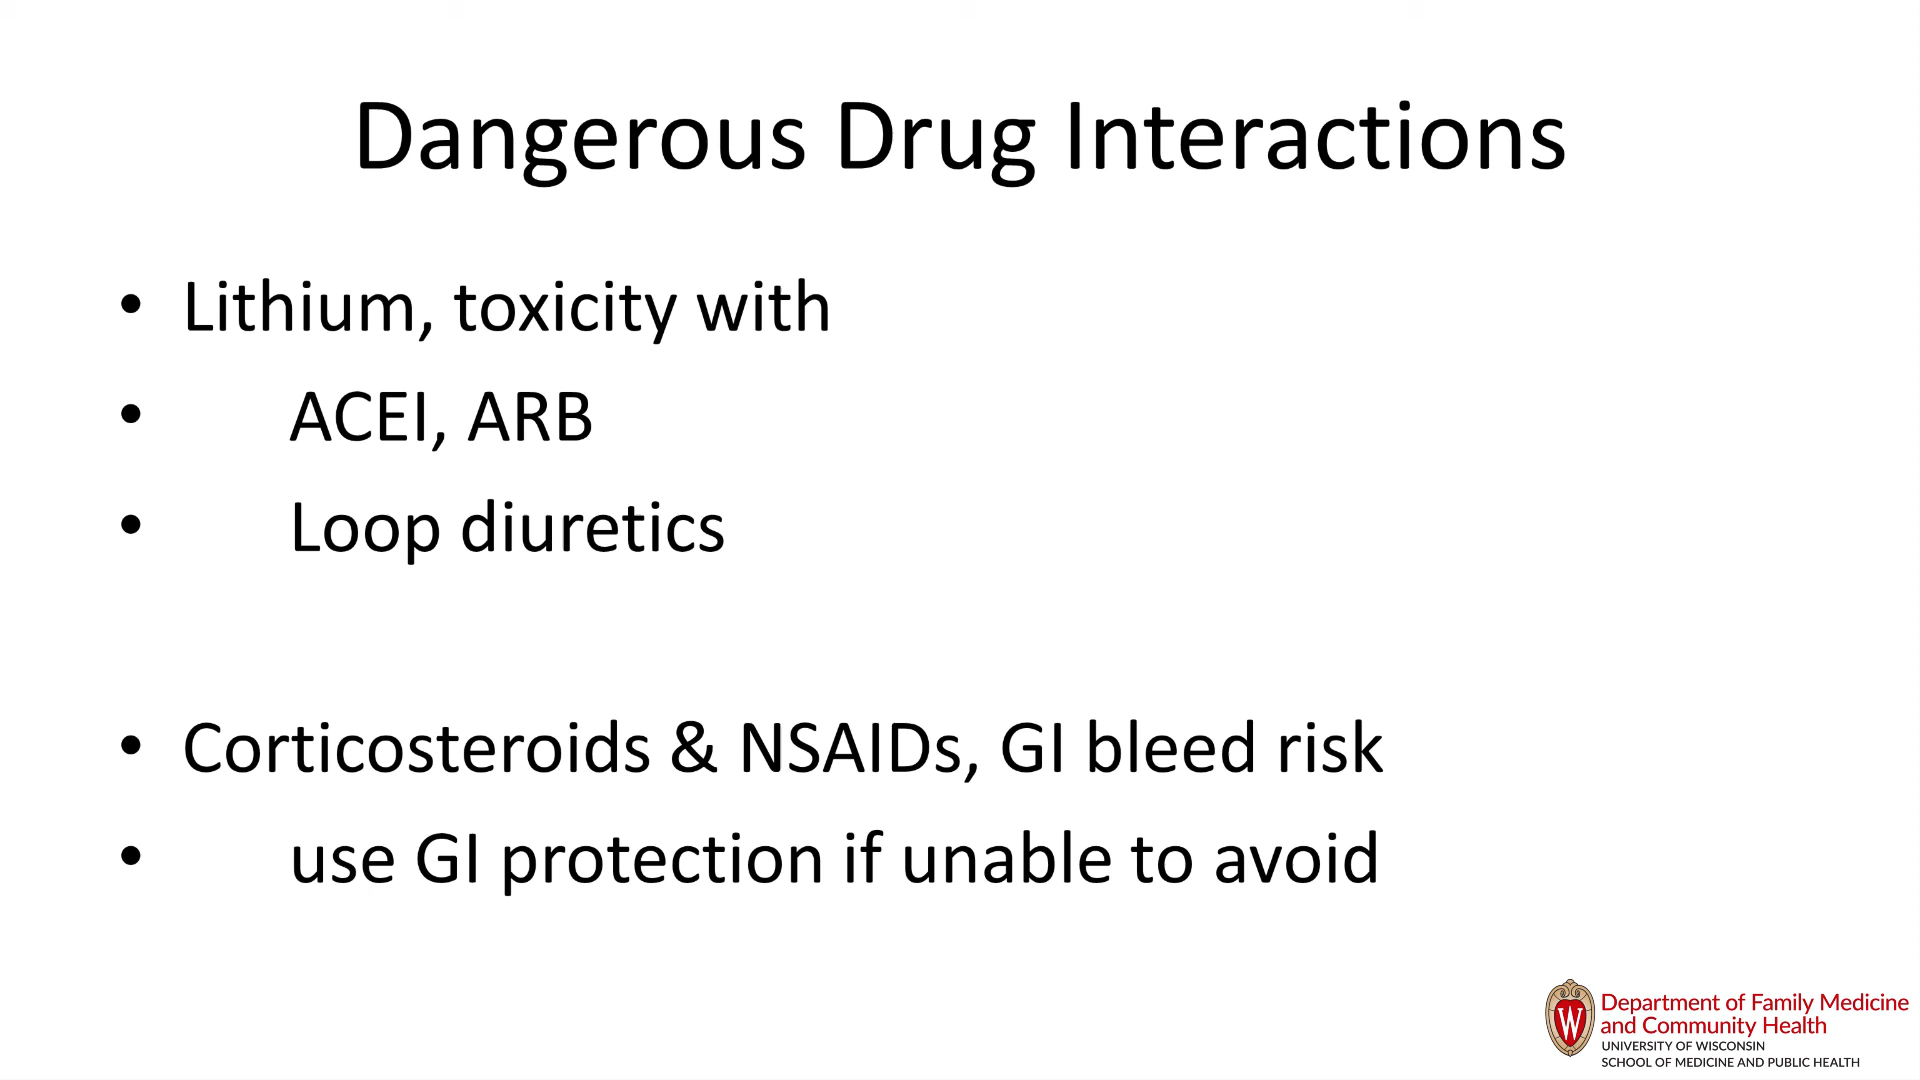 Dangerous Drug Interactions
• Lithium, toxicity with
• ACEI, ARB
• Loop diuretics
• Corticosteroids & NSAIDs, GI bleed risk
• use GI protection if unable to avoid
W
Department of Family Medicine
and Community Health
UNIVERSITY OF WISCONSIN
SCHOOL OF MEDICINE AND PUBLIC HEALTH